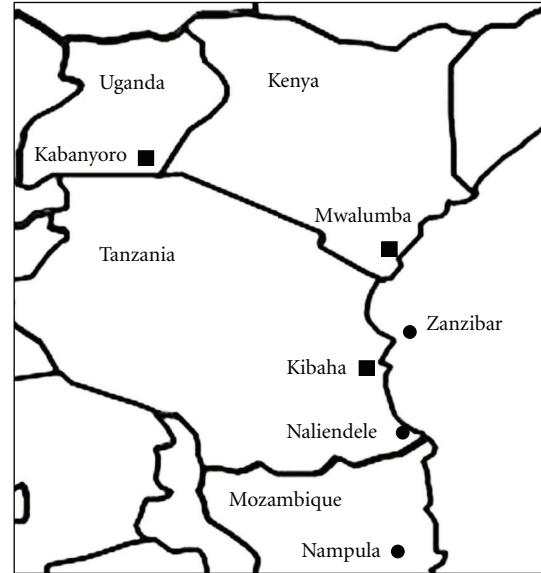 Uganda
Kenya
Kabanyoro
Mwalumba
Tanzania
Zanzibar
Kibaha
Naliendele
Mozambique
Nampula